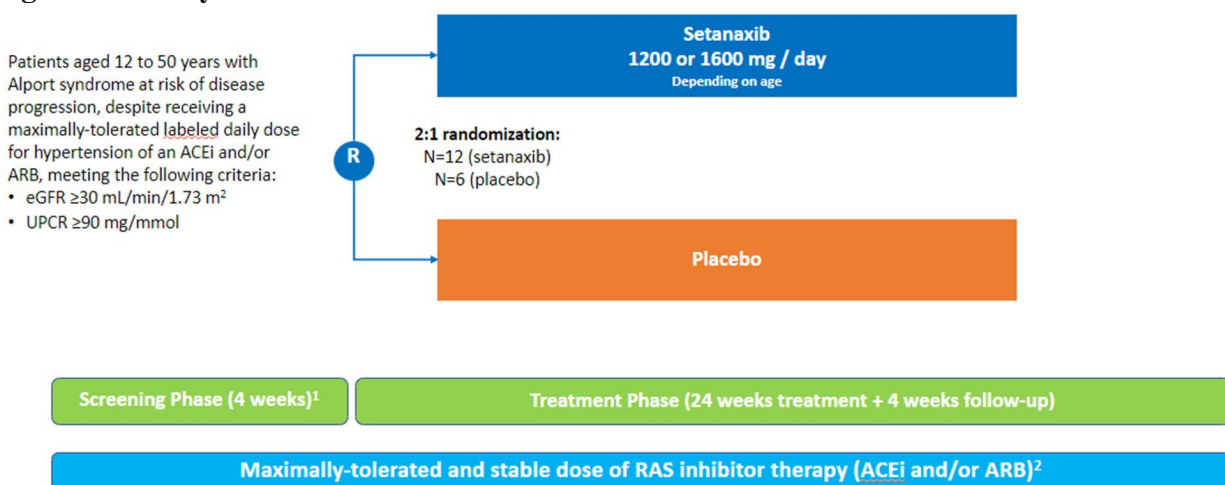 Setanaxib
1200 or 1600 mg / day
Depending on age
Patients aged 12 to 50 years with
Alport syndrome at risk of disease
progression, despite receiving a
maximally-tolerated labeled daily dose
for hypertension of an ACEi and/or
ARB, meeting the following criteria:
• eGFR ≥30 mL/min/1.73 m²
• UPCR ≥90 mg/mmol
R
2:1 randomization:
N=12 (setanaxib)
N=6 (placebo)
Placebo
Screening Phase (4 weeks)¹
Treatment Phase (24 weeks treatment + 4 weeks follow-up)
Maximally-tolerated and stable dose of RAS inhibitor therapy (ACEi and/or ARB)²